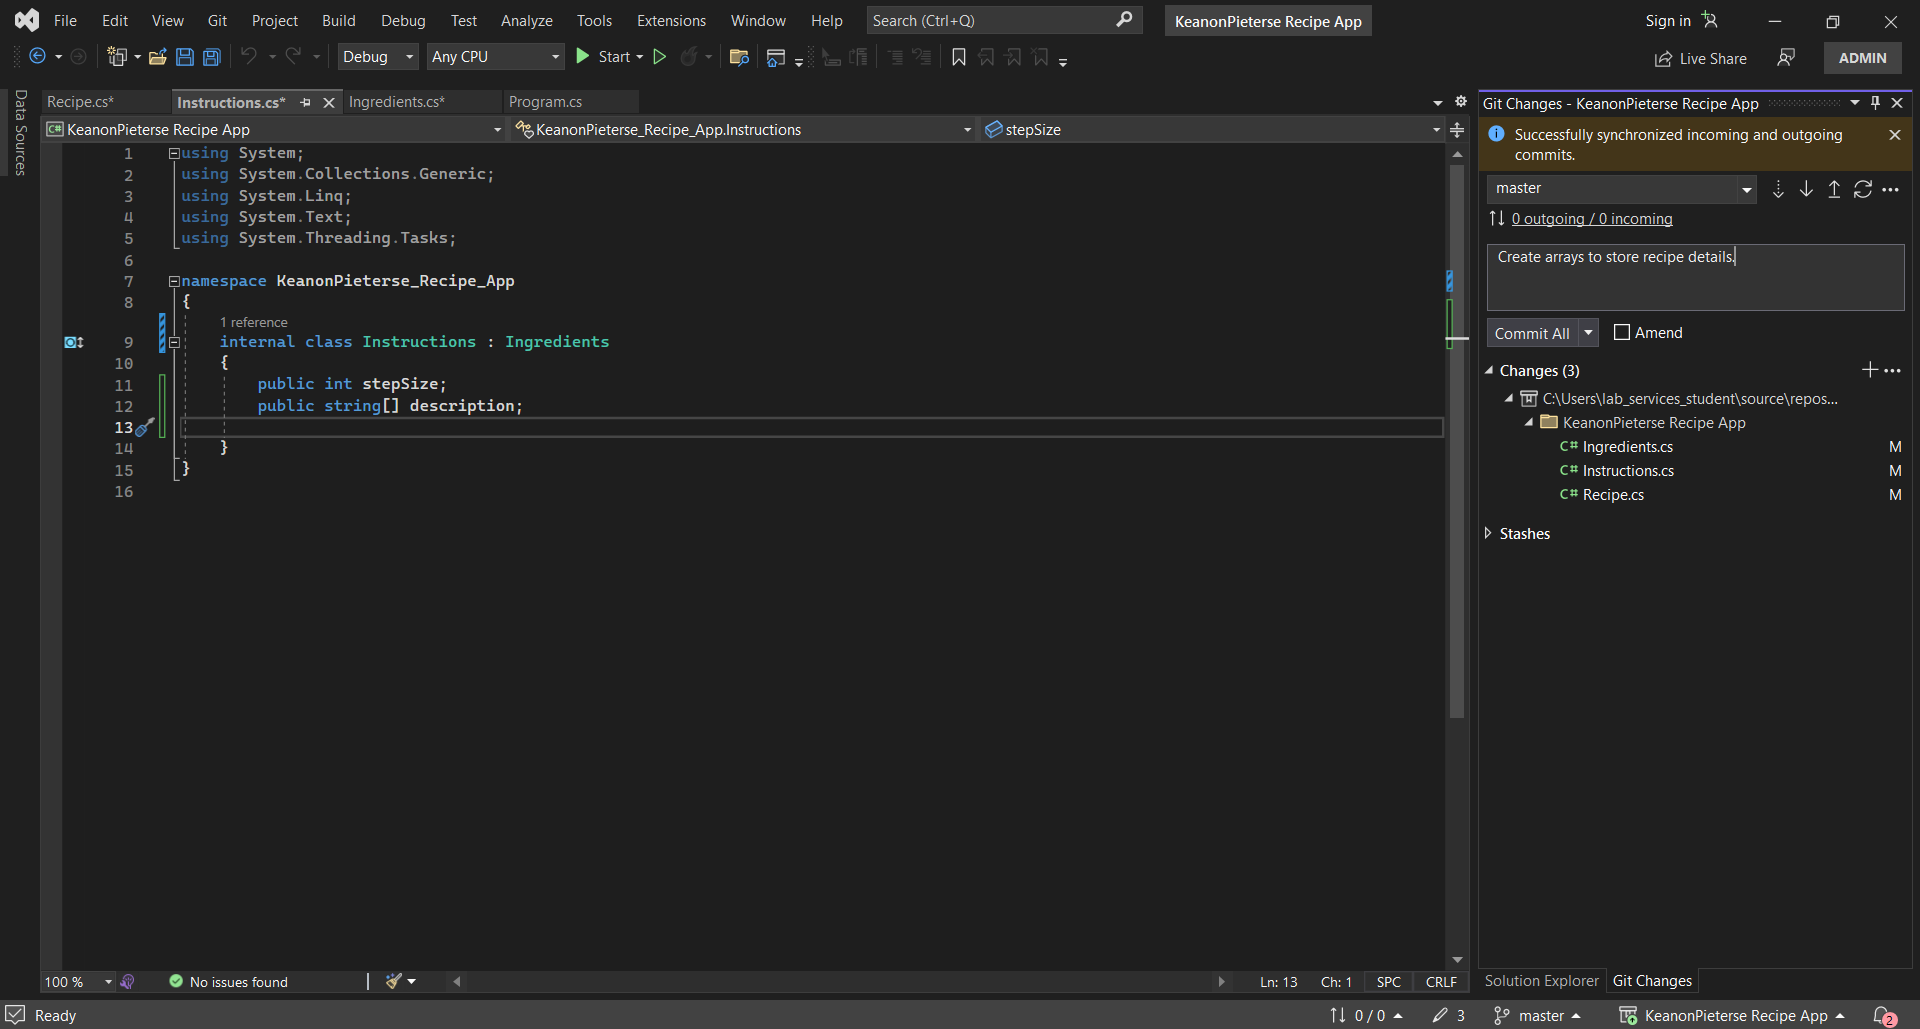 File Edit View Git Project Build Debug Test Analyze Tools Extensions Window Help Search (Ctrl+Q) KeanonPieterse Recipe App Sign in
Debug Any CPU Start Live Share ADMIN
Data Sources
Recipe.cs* Instructions.cs* Ingredients.cs* Program.cs
C# KeanonPieterse Recipe App KeanonPieterse_Recipe_App.Instructions stepSize
1 using System;
2 using System.Collections.Generic;
3 using System.Linq;
4 using System.Text;
5 using System.Threading.Tasks;
6
7 namespace KeanonPieterse_Recipe_App
8 {
1 reference
9 internal class Instructions : Ingredients
10 {
11 public int stepSize;
12 public string[] description;
13
14 }
15 }
16
100 % No issues found Ln: 13 Ch: 1 SPC CRLF
Git Changes - KeanonPieterse Recipe App
Successfully synchronized incoming and outgoing
commits.
master
0 outgoing / 0 incoming
Create arrays to store recipe details.
Commit All Amend
Changes (3)
C:\Users\lab_services_student\source\repos...
KeanonPieterse Recipe App
C# Ingredients.cs M
C# Instructions.cs M
C# Recipe.cs M
Stashes
Solution Explorer Git Changes
Ready 0 / 0 3 master KeanonPieterse Recipe App 2